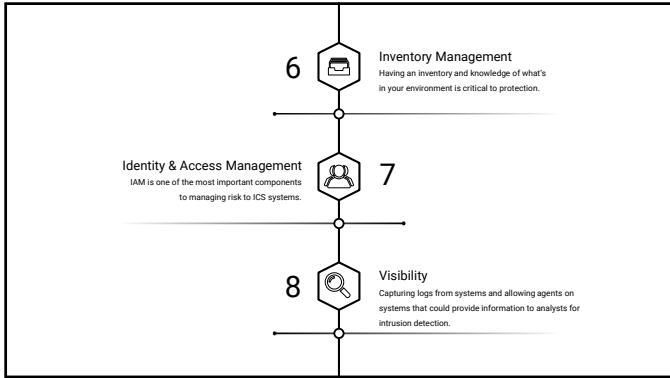 6
Inventory Management
Having an inventory and knowledge of what's
in your environment is critical to protection.
Identity & Access Management
IAM is one of the most important components
to managing risk to ICS systems.
7
8
Visibility
Capturing logs from systems and allowing agents on
systems that could provide information to analysts for
intrusion detection.